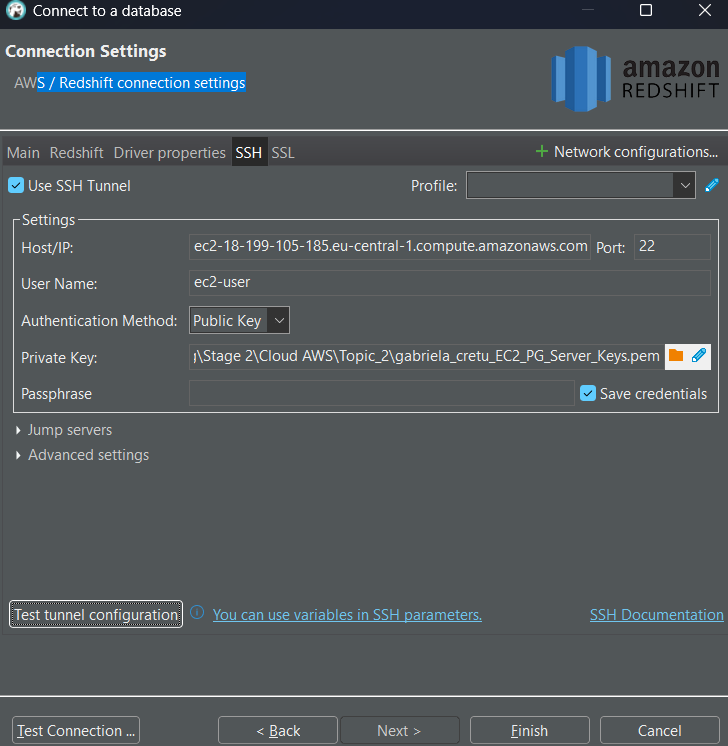 Connect to a database
Connection Settings
AWS / Redshift connection settings
amazon
REDSHIFT
Main Redshift Driver properties SSH SSL + Network configurations...
Use SSH Tunnel Profile:
Settings
Host/IP: ec2-18-199-105-185.eu-central-1.compute.amazonaws.com Port: 22
User Name: ec2-user
Authentication Method: Public Key
Private Key: \Stage 2\Cloud AWS\Topic_2\gabriela_cretu_EC2_PG_Server_Keys.pem
Passphrase Save credentials
Jump servers
Advanced settings
Test tunnel configuration You can use variables in SSH parameters. SSH Documentation
Test Connection ... < Back Next > Finish Cancel